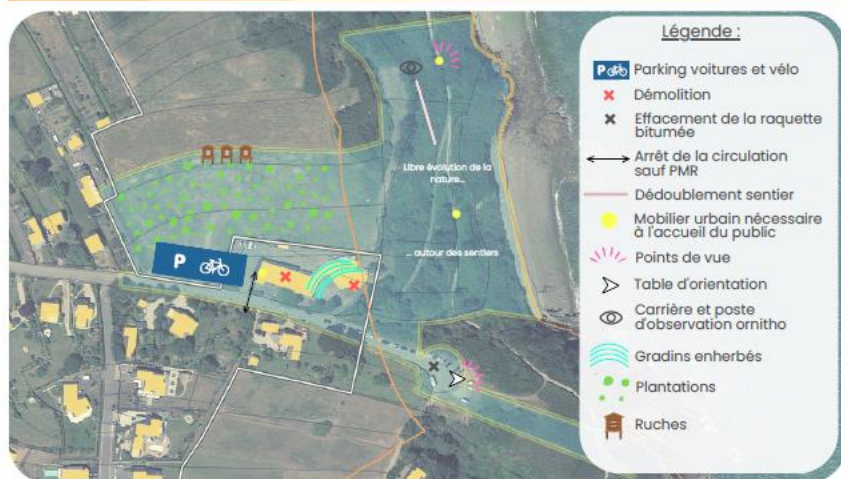 Légende :
P Parking voitures et vélo
Démolition
Effacement de la raquette
bitumée
Arrêt de la circulation
sauf PMR
Dédoublement sentier
Mobilier urbain nécessaire
à l'accueil du public
Points de vue
Table d'orientation
Carrière et poste
d'observation ornitho
Gradins enherbés
Plantations
Ruches
Libre évolution de la
nature...
... autour des sentiers
P